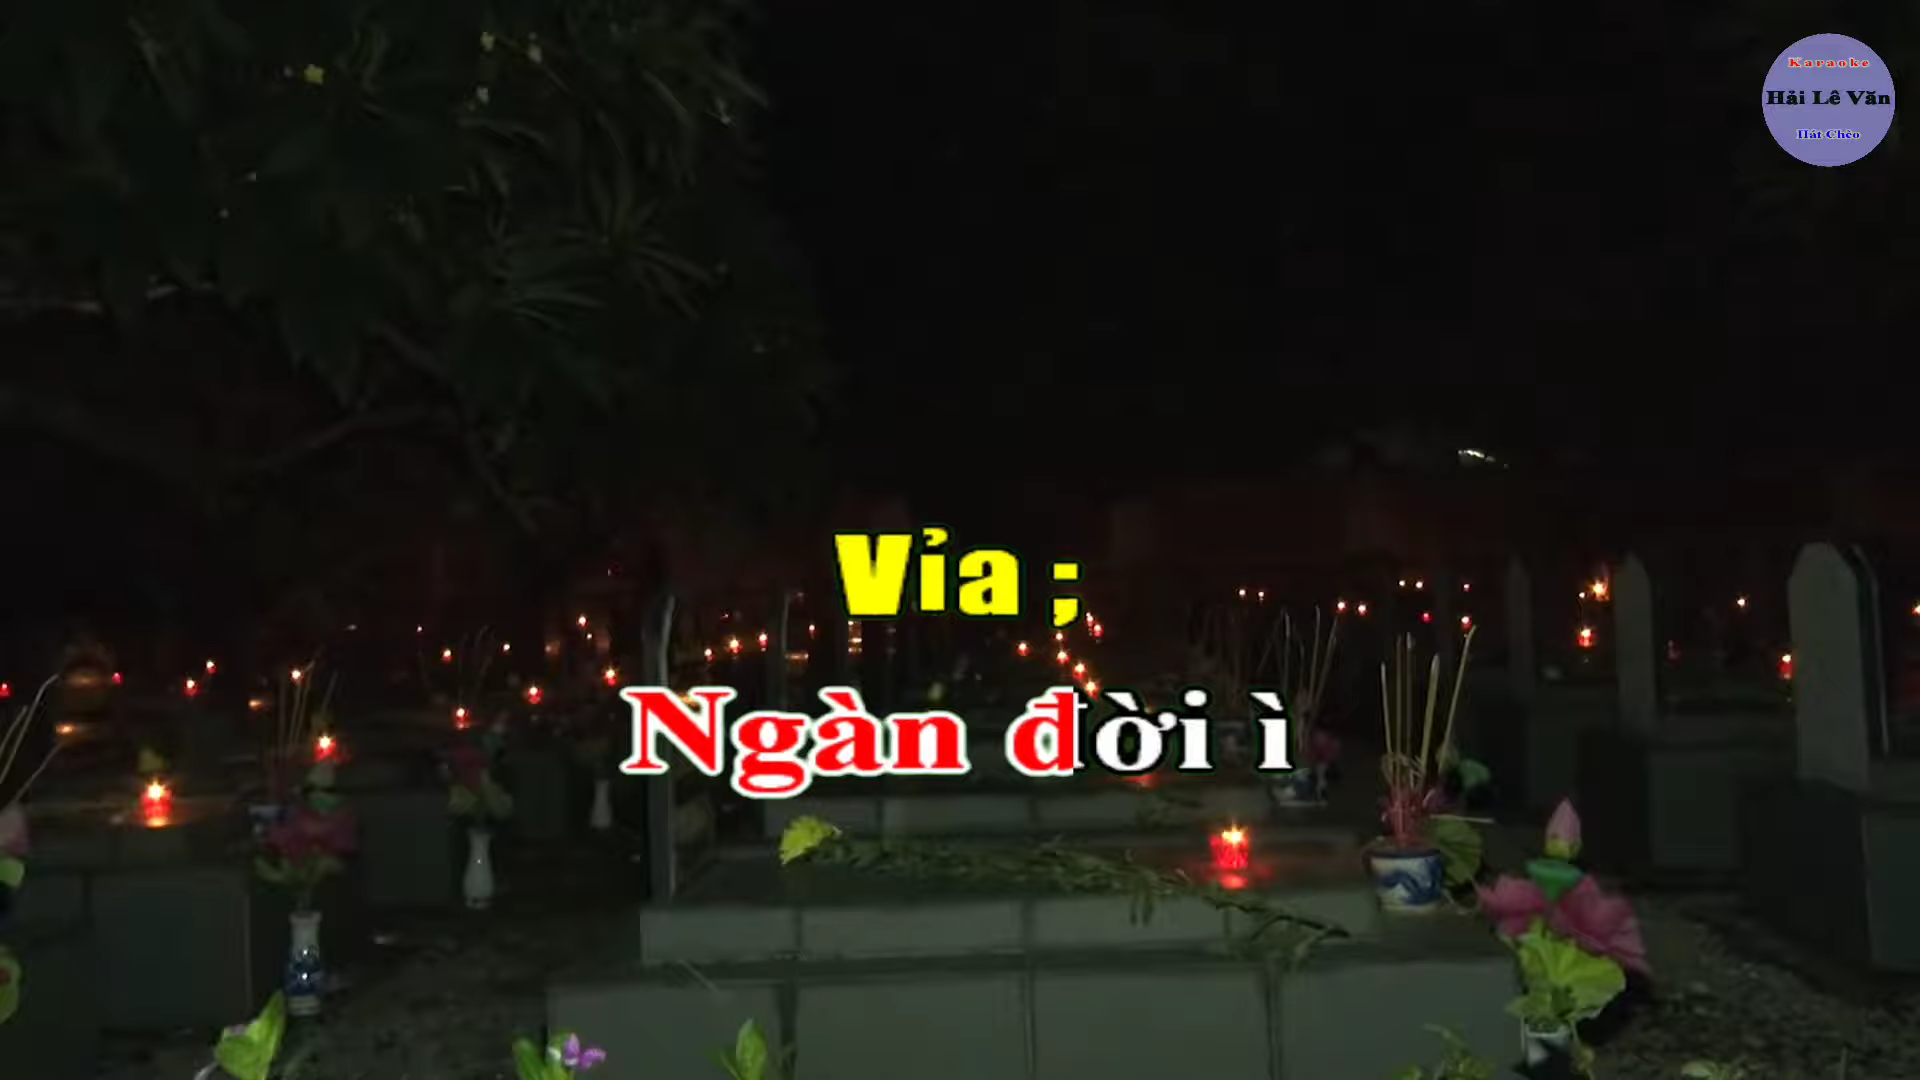 Karaoke
Hải Lê Văn
Hát Chèo
Vỉa ;
Ngàn đời ì